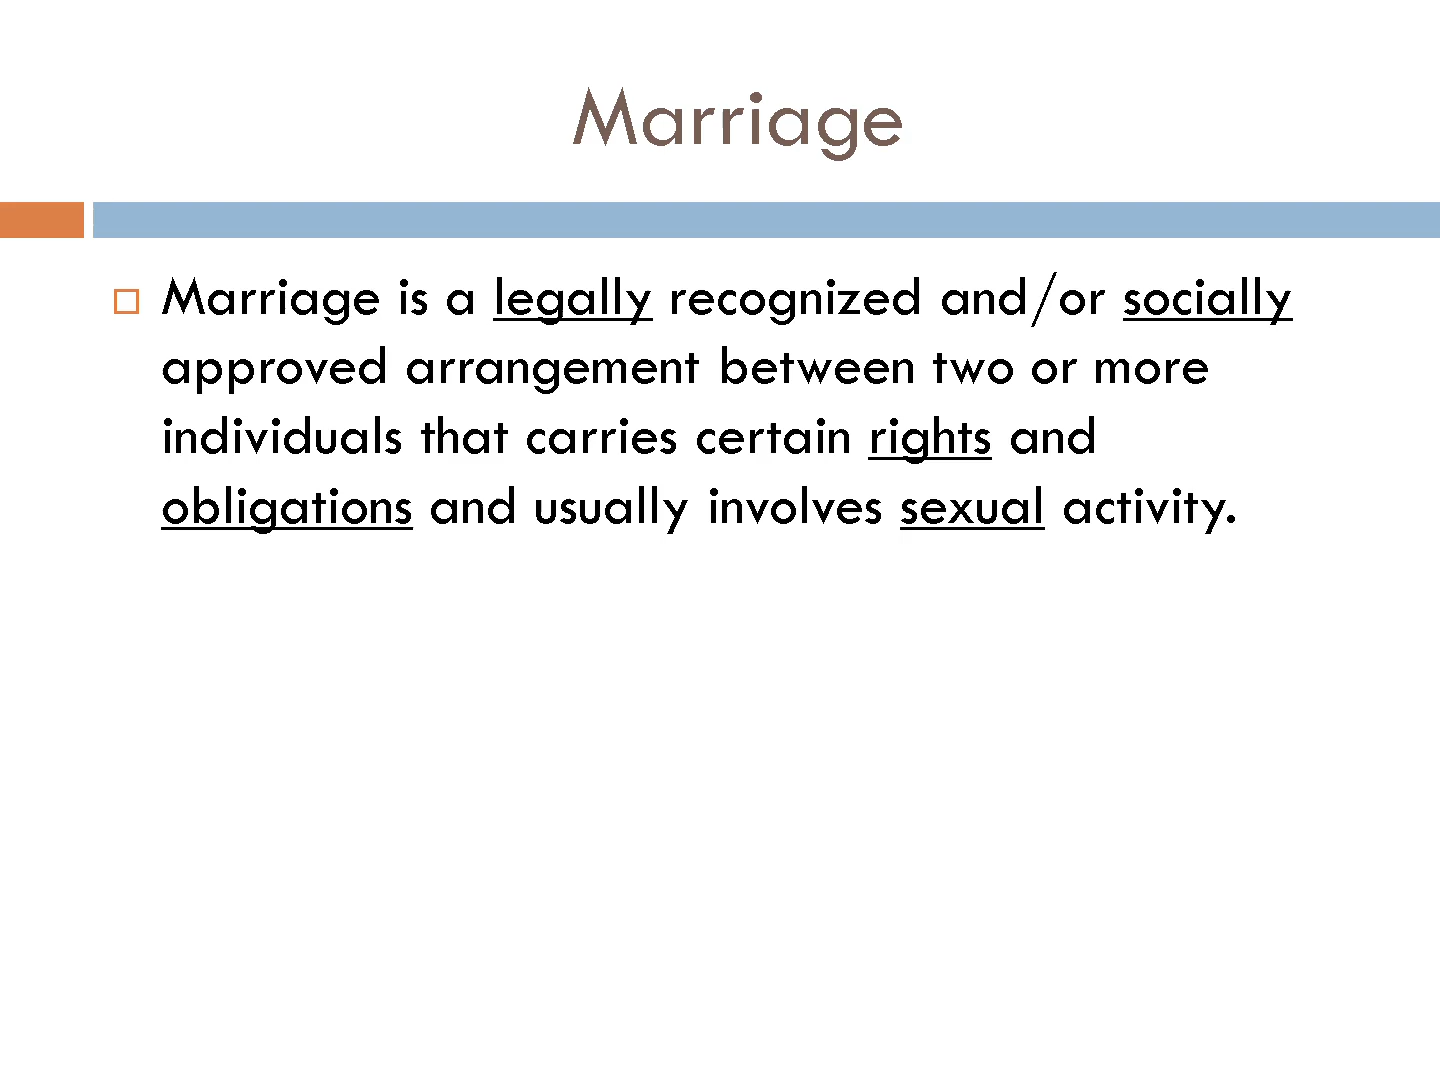 Marriage
Marriage is a legally recognized and/or socially
approved arrangement between two or more
individuals that carries certain rights and
obligations and usually involves sexual activity.